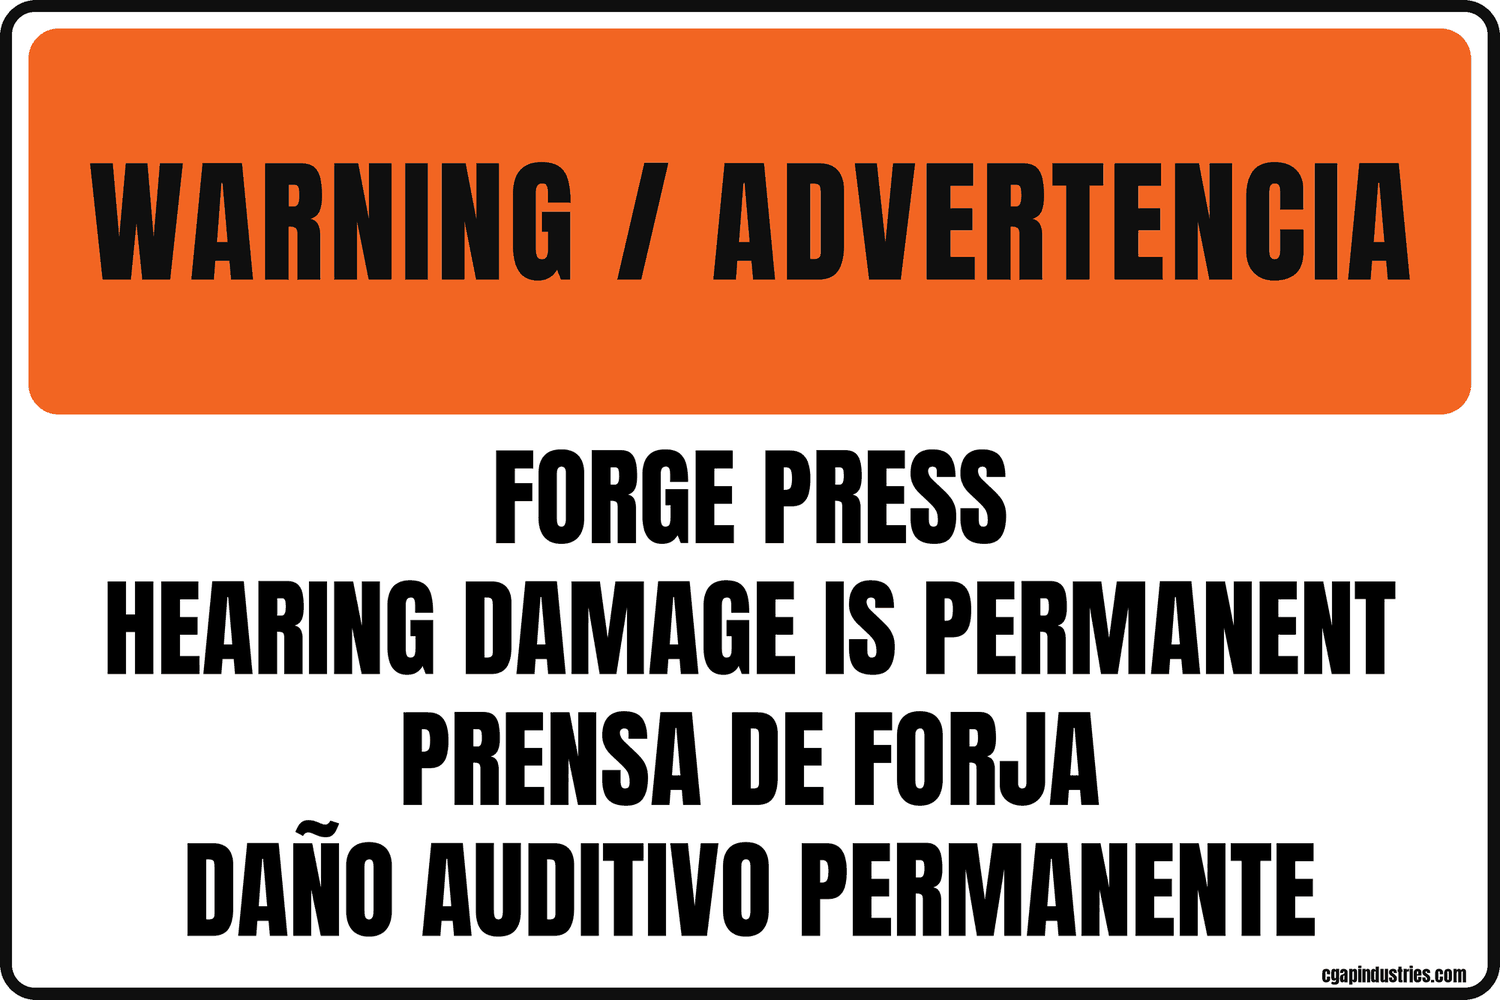 WARNING / ADVERTENCIA
FORGE PRESS
HEARING DAMAGE IS PERMANENT
PRENSA DE FORJA
DAÑO AUDITIVO PERMANENTE
cgapindustries.com